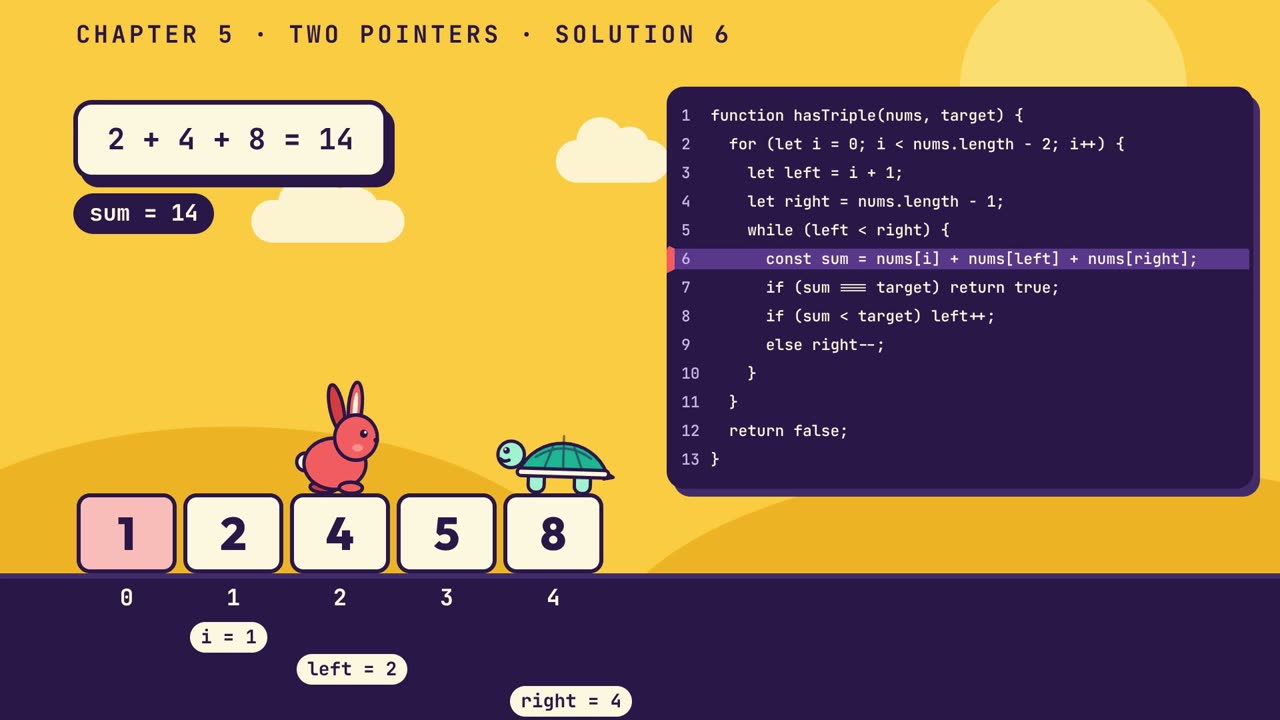 CHAPTER 5 · TWO POINTERS · SOLUTION 6
2 + 4 + 8 = 14
sum = 14
1 function hasTriple(nums, target) {
2   for (let i = 0; i < nums.length - 2; i++) {
3     let left = i + 1;
4     let right = nums.length - 1;
5     while (left < right) {
6       const sum = nums[i] + nums[left] + nums[right];
7       if (sum === target) return true;
8       if (sum < target) left++;
9       else right--;
10     }
11   }
12   return false;
13 }
1 2 4 5 8
0 1 2 3 4
i = 1
left = 2
right = 4